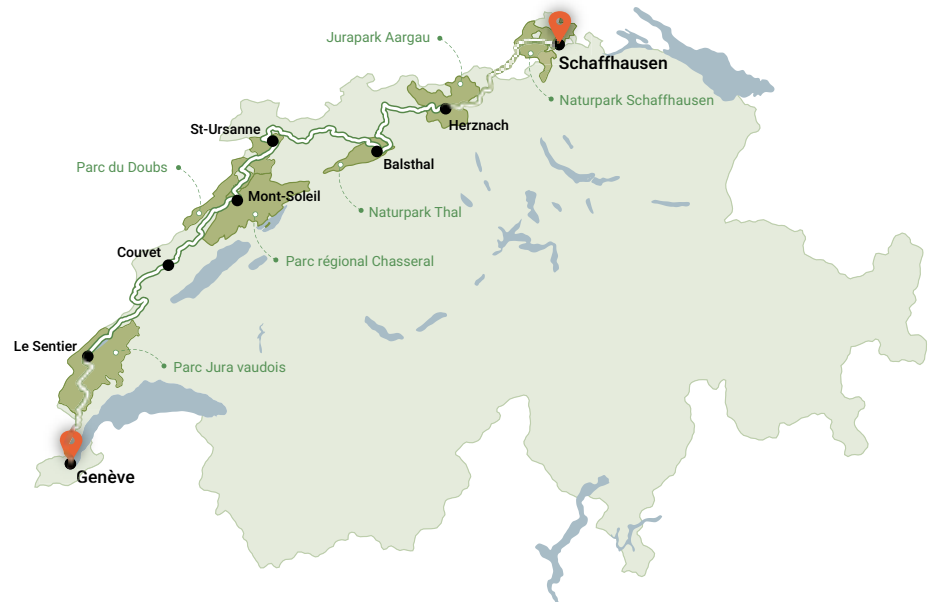 Jurapark Aargau
Schaffhausen
Naturpark Schaffhausen
Herznach
St-Ursanne
Balsthal
Parc du Doubs
Mont-Soleil
Naturpark Thal
Couvet
Parc régional Chasseral
Le Sentier
Parc Jura vaudois
Genève